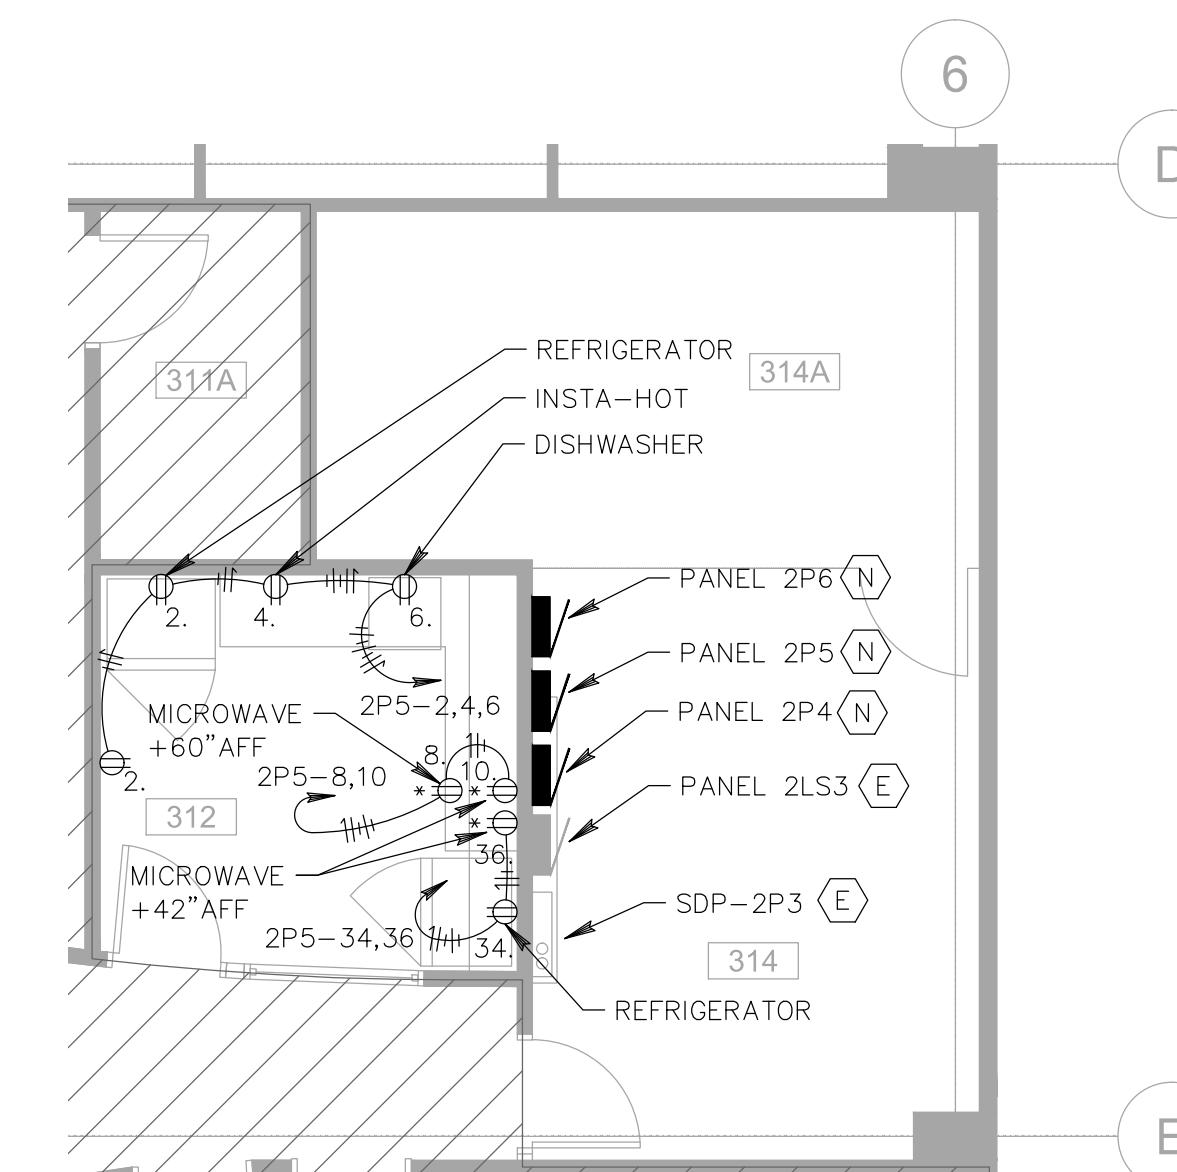 6
D
REFRIGERATOR
314A
311A
INSTA-HOT
DISHWASHER
PANEL 2P6 N
2.
4.
6.
PANEL 2P5 N
2P5-2,4,6
MICROWAVE
+60"AFF
PANEL 2P4 N
8.
10.
2P5-8,10
2.
*
*
PANEL 2LS3 E
312
*
36.
MICROWAVE
+42"AFF
SDP-2P3 E
2P5-34,36
34.
314
REFRIGERATOR
E